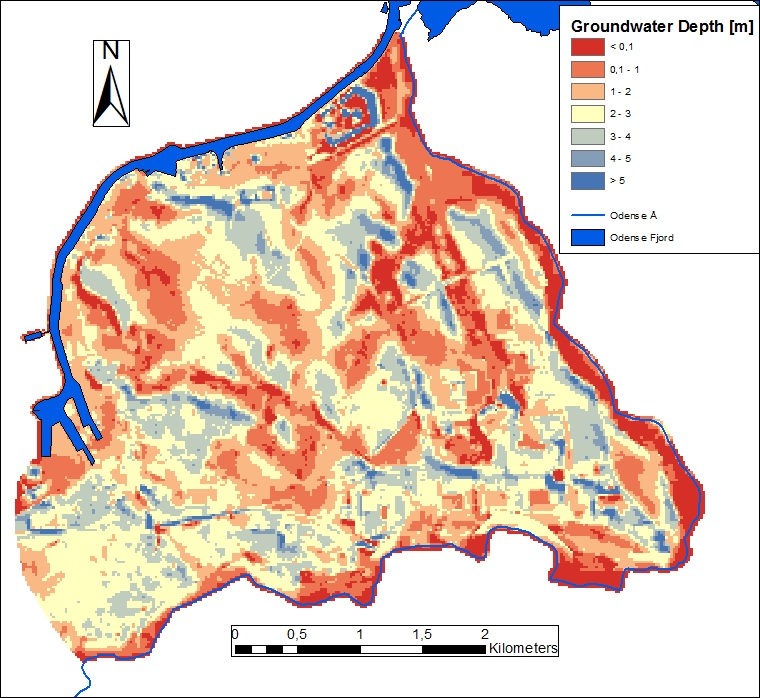 N
Groundwater Depth [m]
< 0,1
0,1 - 1
1 - 2
2 - 3
3 - 4
4 - 5
> 5
Odense Å
Odense Fjord
0 0,5 1 1,5 2
Kilometers